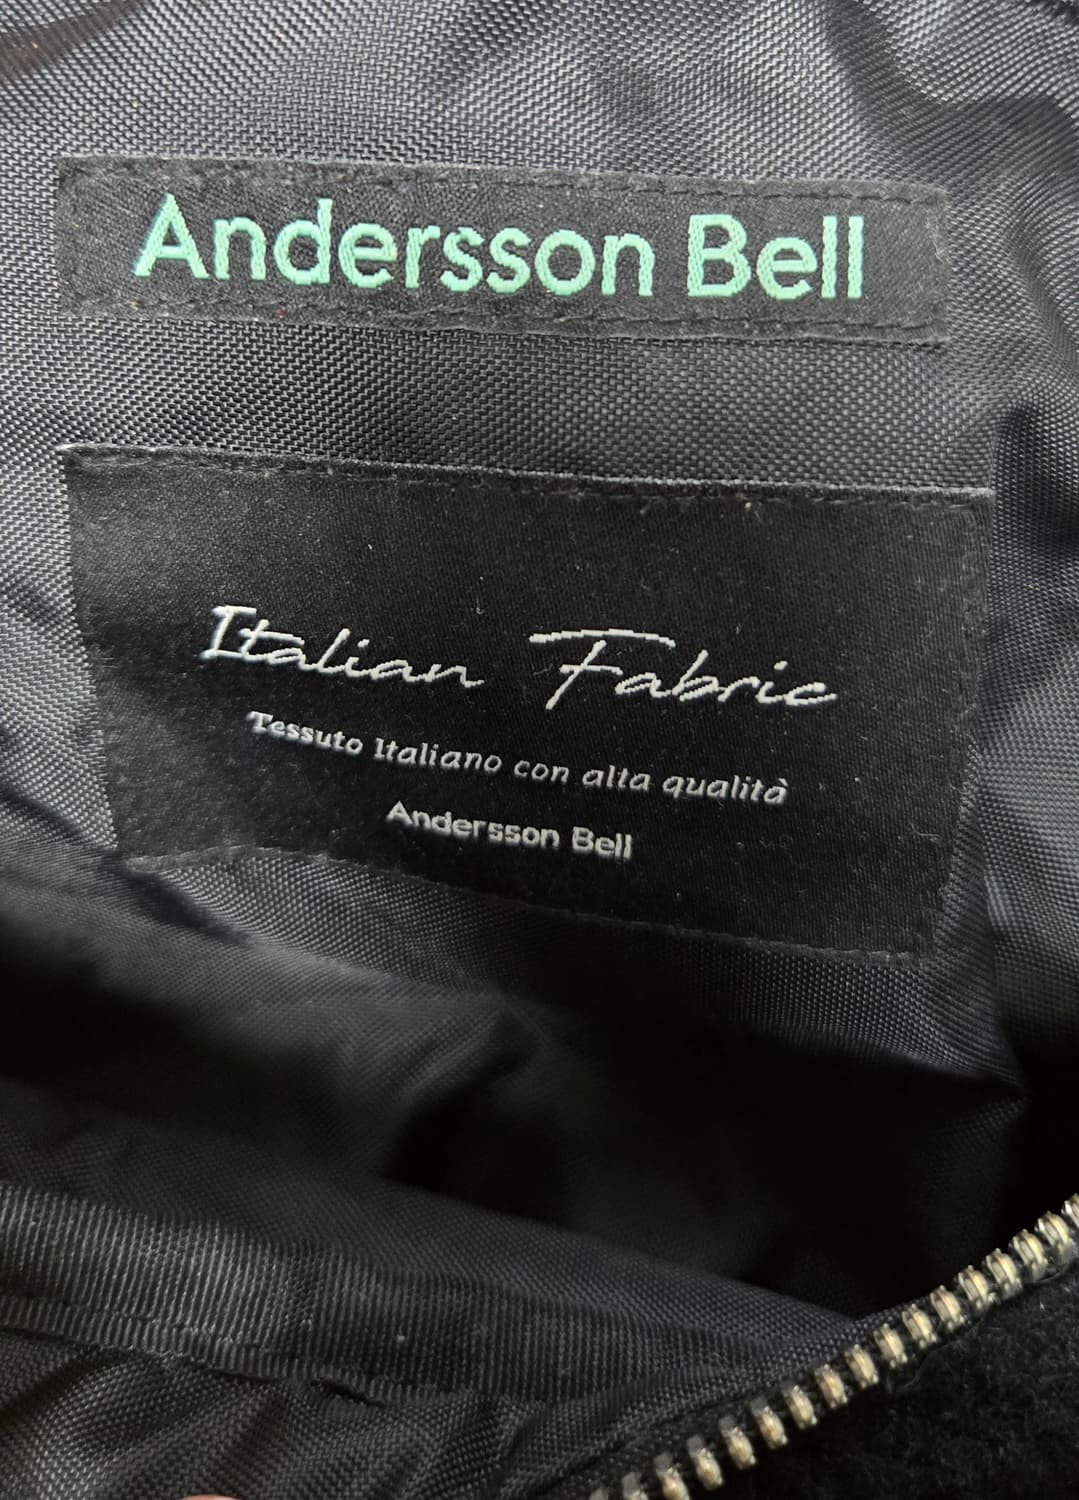 Andersson Bell
Italian Fabric
Tessuto Italiano con alta qualità
Andersson Bell